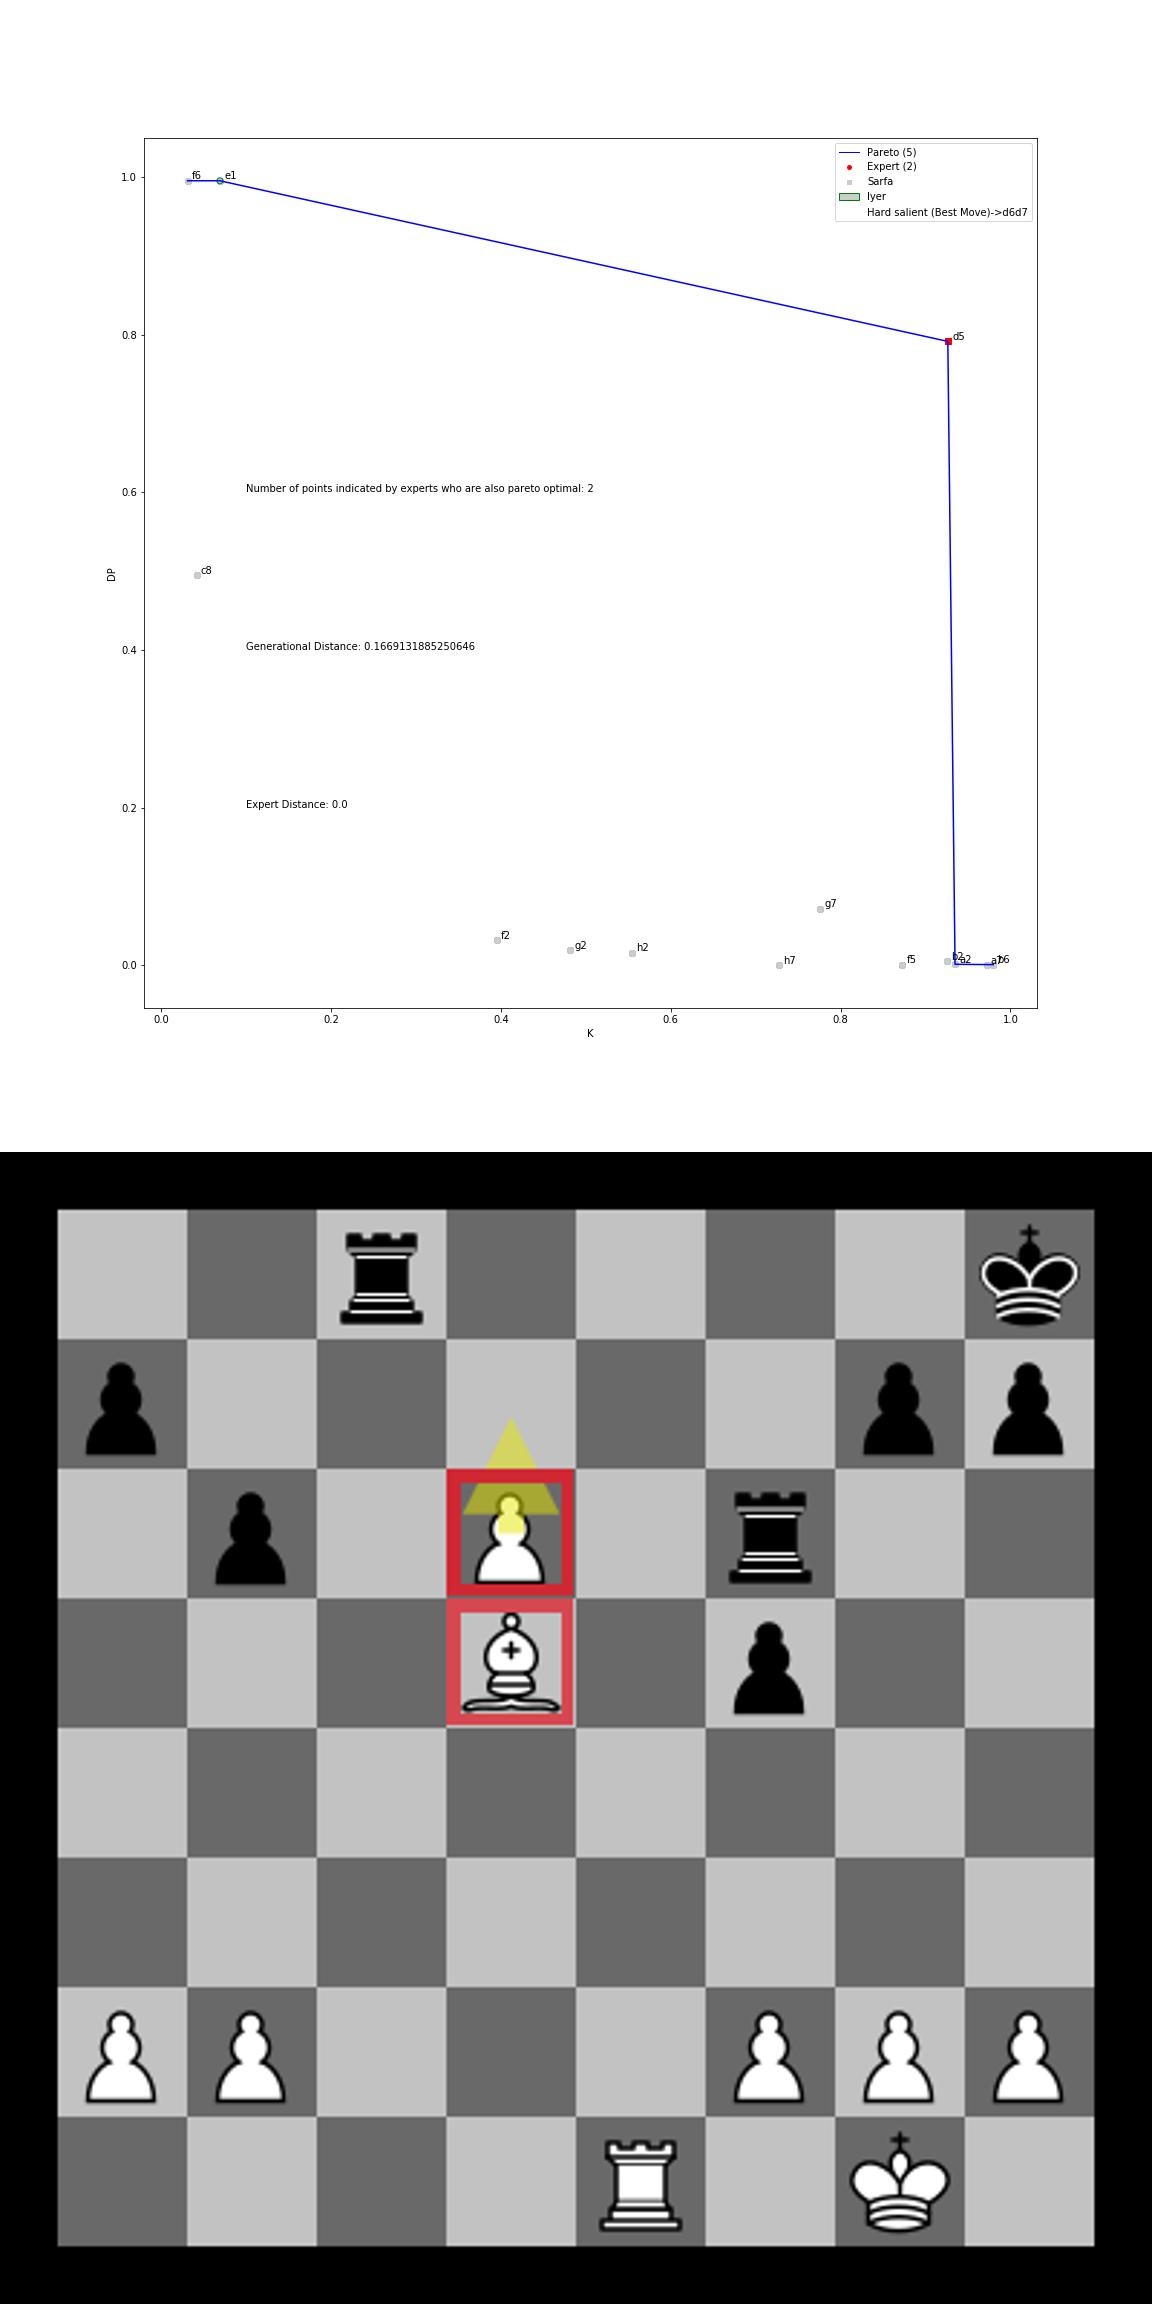 Pareto (5)
Expert (2)
Sarfa
Iyer
Hard salient (Best Move)->d6d7
1.0
f6
e1
0.8
d5
0.6
Number of points indicated by experts who are also pareto optimal: 2
DP
c8
0.4
Generational Distance: 0.1669131885250646
0.2
Expert Distance: 0.0
g7
f2
g2
h2
h7
f5
b2
a2
a7
b6
0.0
0.0
0.2
0.4
0.6
0.8
1.0
K